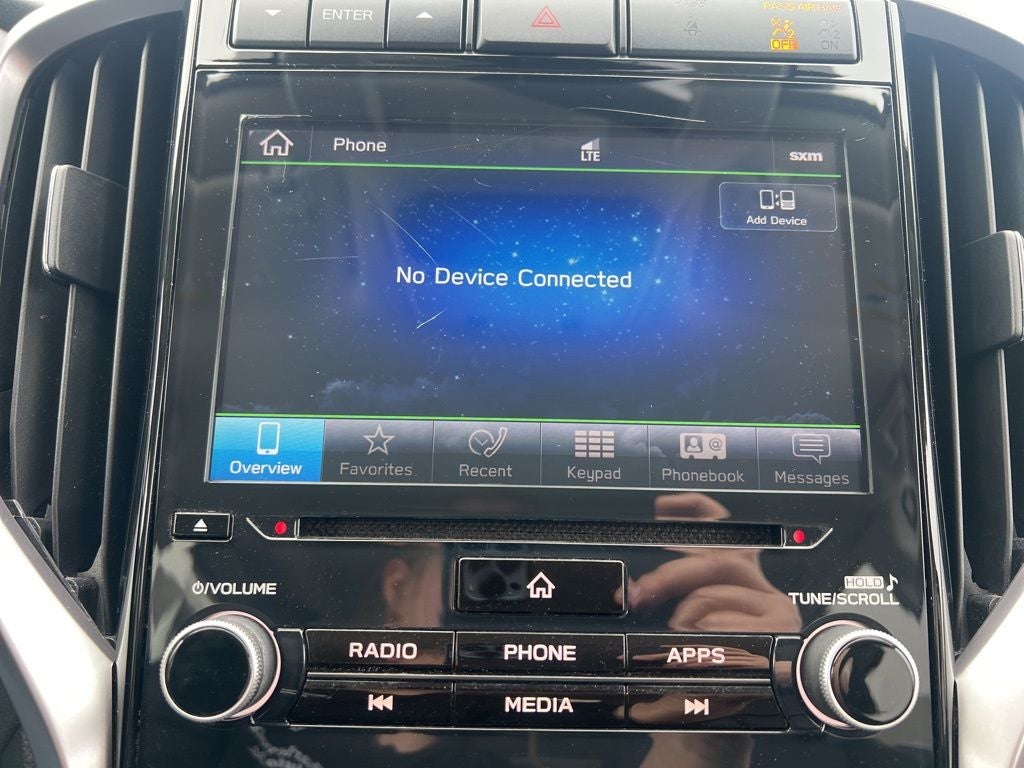 ENTER
PASS AIR BAG
OFF
ON
Phone
LTE
sxm
Add Device
No Device Connected
Overview
Favorites
Recent
Keypad
Phonebook
Messages
/VOLUME
HOLD
TUNE/SCROLL
RADIO
PHONE
APPS
MEDIA